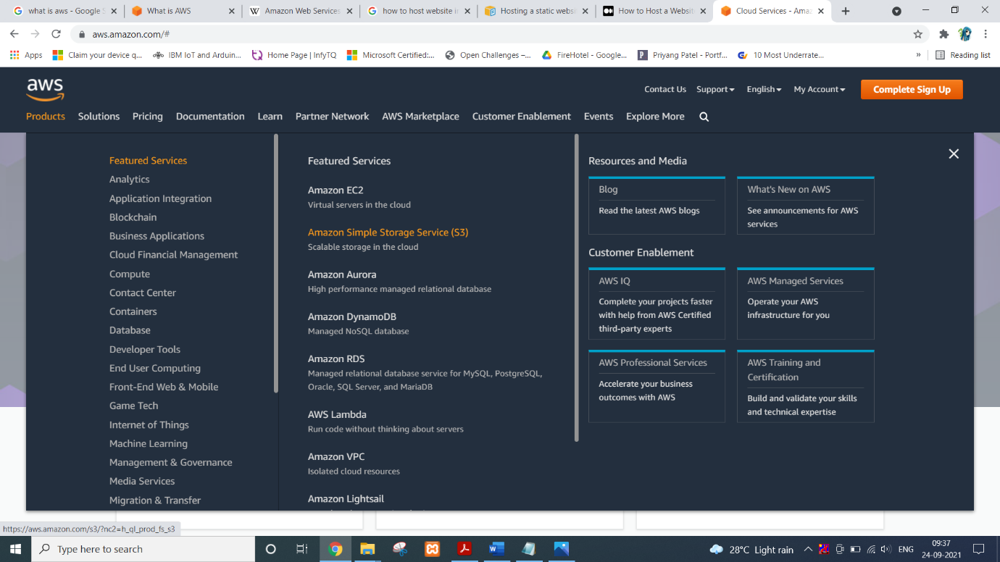 what is aws - Google S
What is AWS
Amazon Web Services
how to host website i
Hosting a static websi
How to Host a Website
Cloud Services - Amaz
aws.amazon.com/#
Apps
Claim your device q...
IBM IoT and Arduin...
Home Page | InfyTQ
Microsoft Certified:...
Open Challenges –...
FireHotel - Google...
Priyang Patel - Portf...
10 Most Underrate...
»
Reading list
aws
Contact Us
Support
English
My Account
Complete Sign Up
Products
Solutions
Pricing
Documentation
Learn
Partner Network
AWS Marketplace
Customer Enablement
Events
Explore More
Featured Services
Analytics
Application Integration
Blockchain
Business Applications
Cloud Financial Management
Compute
Contact Center
Containers
Database
Developer Tools
End User Computing
Front-End Web & Mobile
Game Tech
Internet of Things
Machine Learning
Management & Governance
Media Services
Migration & Transfer
Featured Services
Amazon EC2
Virtual servers in the cloud
Amazon Simple Storage Service (S3)
Scalable storage in the cloud
Amazon Aurora
High performance managed relational database
Amazon DynamoDB
Managed NoSQL database
Amazon RDS
Managed relational database service for MySQL, PostgreSQL,
Oracle, SQL Server, and MariaDB
AWS Lambda
Run code without thinking about servers
Amazon VPC
Isolated cloud resources
Amazon Lightsail
Resources and Media
Blog
Read the latest AWS blogs
What's New on AWS
See announcements for AWS
services
Customer Enablement
AWS IQ
Complete your projects faster
with help from AWS Certified
third-party experts
AWS Managed Services
Operate your AWS
infrastructure for you
AWS Professional Services
Accelerate your business
outcomes with AWS
AWS Training and
Certification
Build and validate your skills
and technical expertise
https://aws.amazon.com/s3/?nc2=h_ql_prod_fs_s3
Type here to search
28°C Light rain
ENG
09:37
24-09-2021